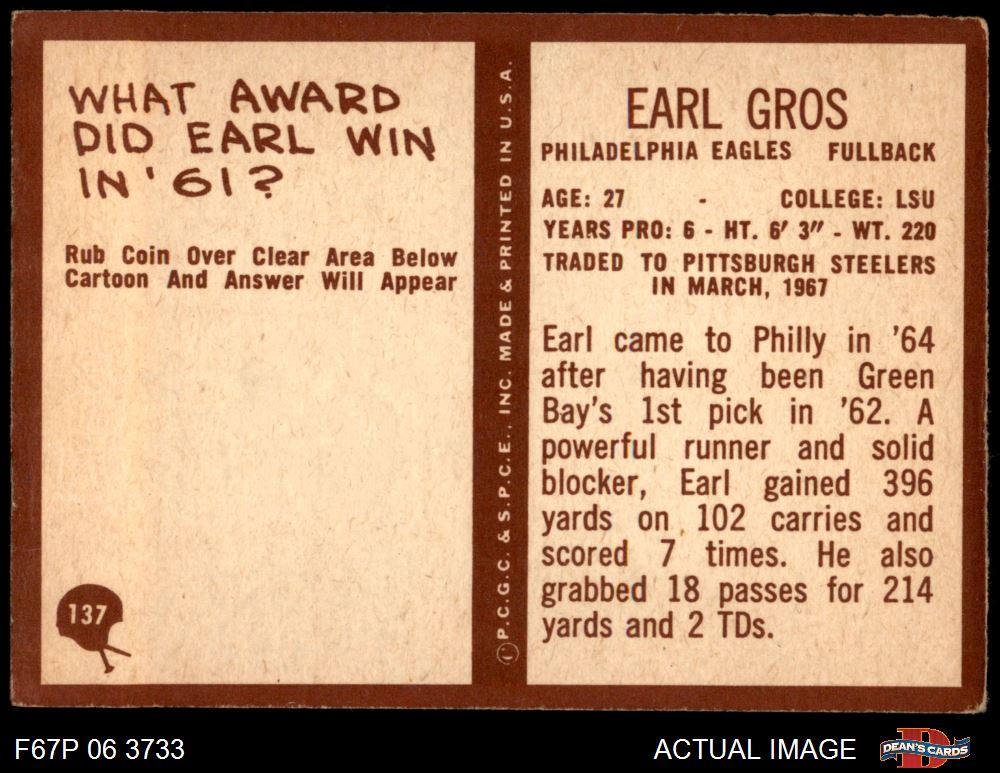 WHAT AWARD
DID EARL WIN
IN '61?
Rub Coin Over Clear Area Below
Cartoon And Answer Will Appear
137
© P.C.G.C. & S.P.C.E., INC. MADE & PRINTED IN U.S.A.
EARL GROS
PHILADELPHIA EAGLES FULLBACK
AGE: 27 - COLLEGE: LSU
YEARS PRO: 6 - HT. 6' 3" - WT. 220
TRADED TO PITTSBURGH STEELERS
IN MARCH, 1967
Earl came to Philly in '64
after having been Green
Bay's 1st pick in '62. A
powerful runner and solid
blocker, Earl gained 396
yards on 102 carries and
scored 7 times. He also
grabbed 18 passes for 214
yards and 2 TDs.
F67P 06 3733
ACTUAL IMAGE
D
DEAN'S CARDS